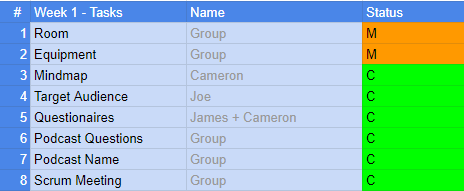 # Week 1 - Tasks Name Status
1 Room Group M
2 Equipment Group M
3 Mindmap Cameron C
4 Target Audience Joe C
5 Questionaires James + Cameron C
6 Podcast Questions Group C
7 Podcast Name Group C
8 Scrum Meeting Group C